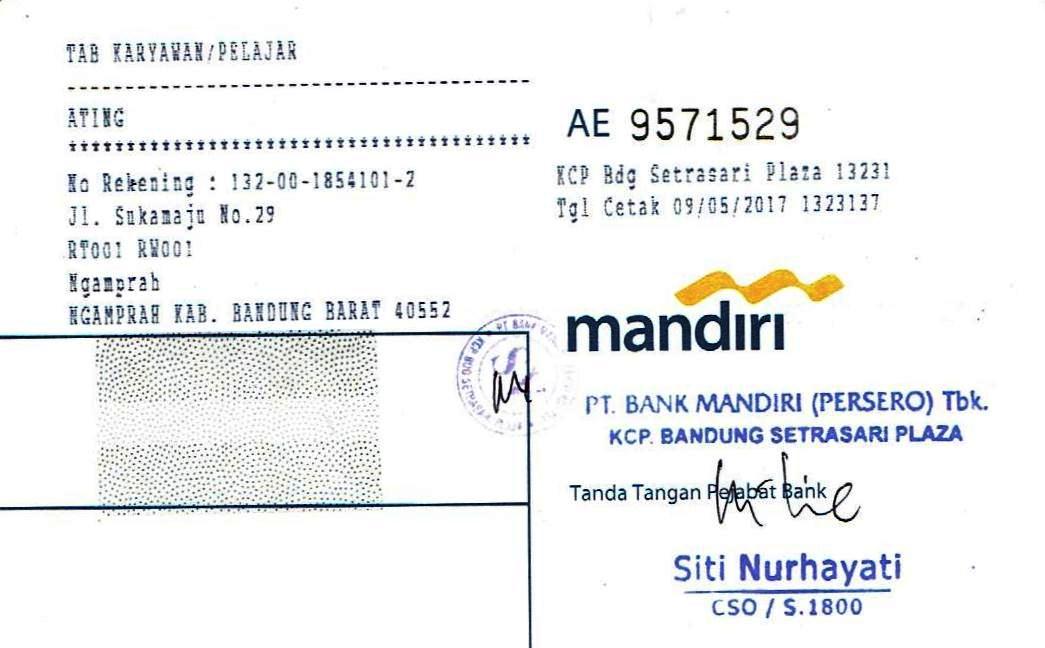 TAB KARYAWAN/PELAJAR
ATING
No Rekening : 132-00-1854101-2
Jl. Sukamaju No.29
RT001 RW001
Ngamprah
NGAMPRAH KAB. BANDUNG BARAT 40552
AE 9571529
KCP Bdg Setrasari Plaza 13231
Tgl Cetak 09/05/2017 1323137
mandiri
PT. BANK MANDIRI (PERSERO) Tbk.
KCP. BANDUNG SETRASARI PLAZA
Tanda Tangan Pejabat Bank
Siti Nurhayati
CSO / S.1800